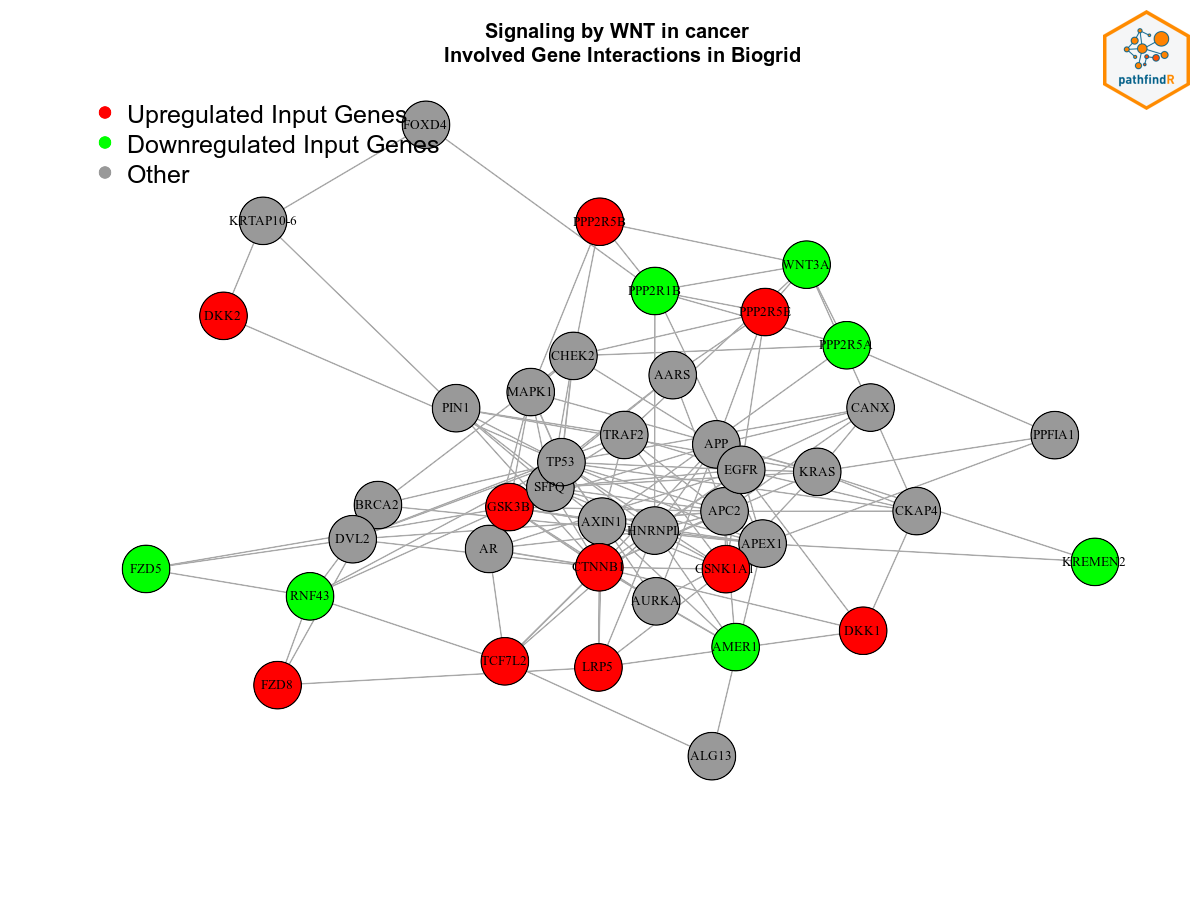 Signaling by WNT in cancer
Involved Gene Interactions in Biogrid
pathfindR
Upregulated Input Genes
Downregulated Input Genes
Other
FOXD4
KRTAP10-6
PPP2R5B
WNT3A
PPP2R1B
PPP2R5E
DKK2
PPP2R5A
CHEK2
AARS
MAPK1
PIN1
CANX
TRAF2
APP
PPFIA1
TP53
EGFR
KRAS
SFPQ
BRCA2
GSK3B
AXIN1
APC2
CKAP4
HNRNPL
DVL2
AR
APEX1
FZD5
CTNNB1
CSNK1A1
KREMEN2
RNF43
AURKA
DKK1
AMER1
TCF7L2
LRP5
FZD8
ALG13